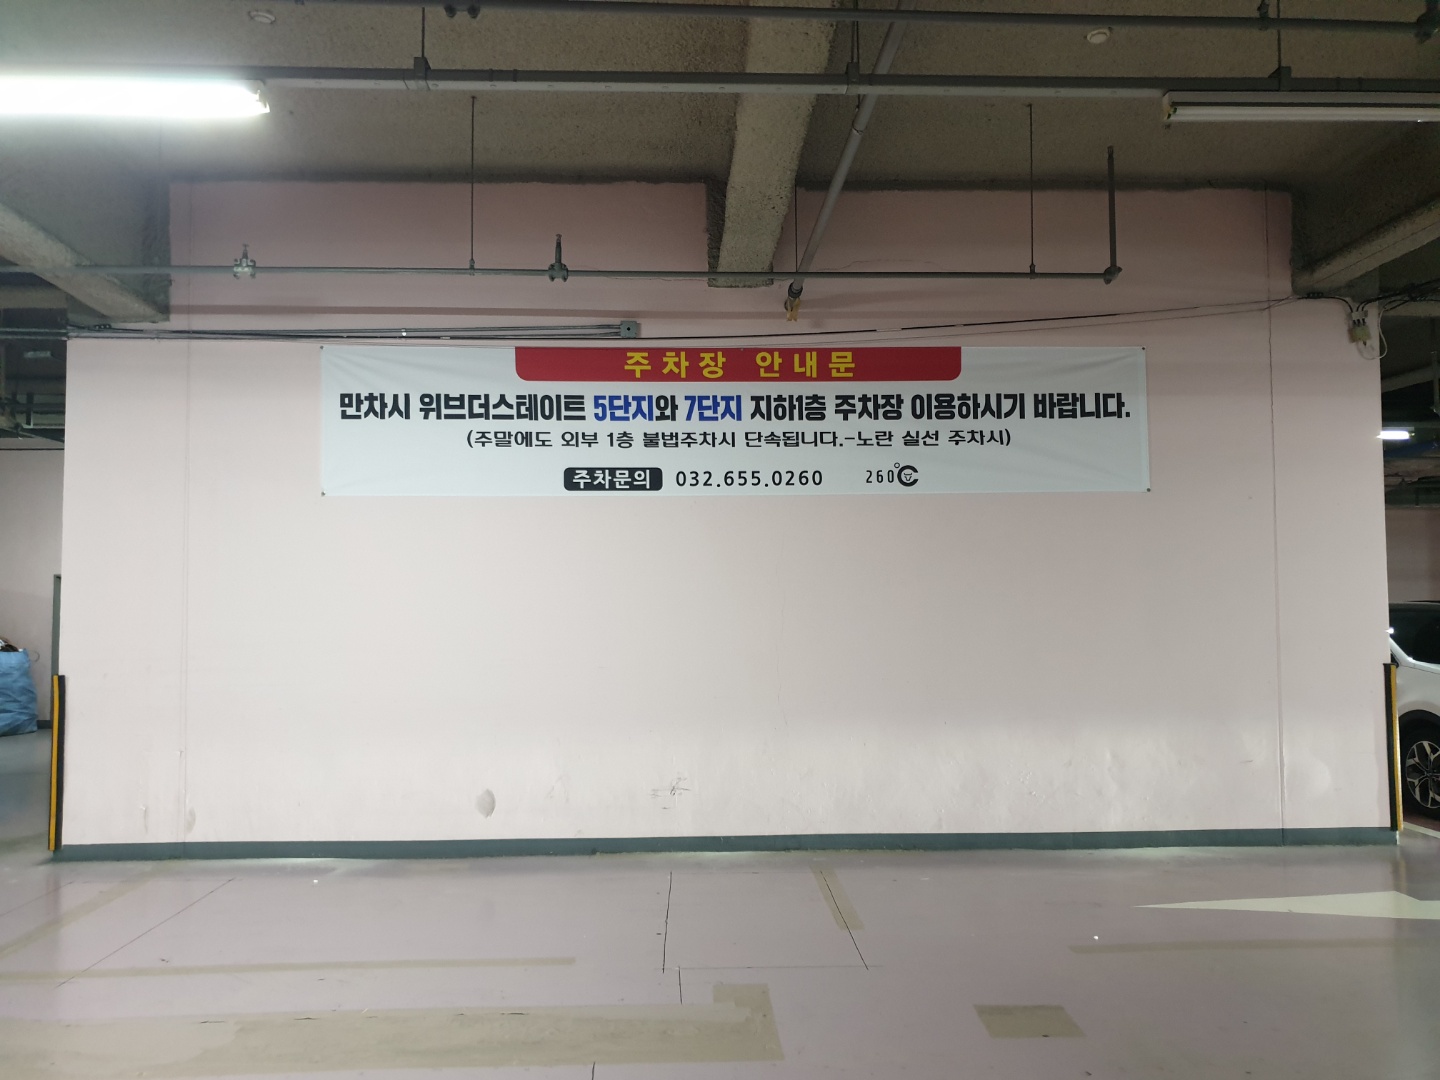 주차장 안내문
만차시 위브더스테이트 5단지와 7단지 지하1층 주차장 이용하시기 바랍니다.
(주말에도 외부 1층 불법주차시 단속됩니다.-노란 실선 주차시)
주차문의 032.655.0260 260℃